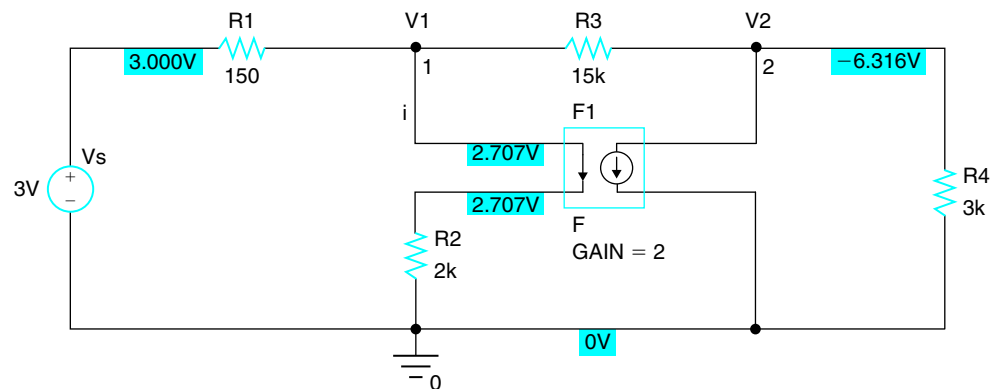 R1
V1
R3
V2
3.000V
150
1
15k
2
−6.316V
i
F1
Vs
2.707V
3V
+
−
R4
3k
2.707V
F
R2
GAIN = 2
2k
0V
0